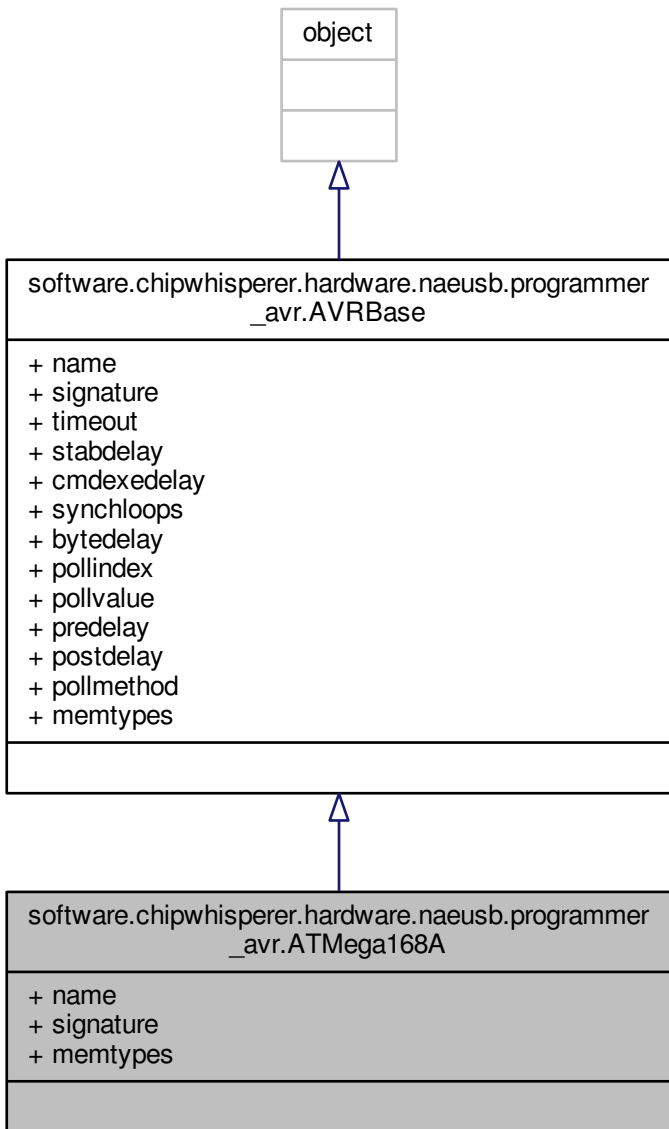 object
software.chipwhisperer.hardware.naeusb.programmer
_avr.AVRBase
+ name
+ signature
+ timeout
+ stabdelay
+ cmdexedelay
+ synchloops
+ bytedelay
+ pollindex
+ pollvalue
+ predelay
+ postdelay
+ pollmethod
+ memtypes
software.chipwhisperer.hardware.naeusb.programmer
_avr.ATMega168A
+ name
+ signature
+ memtypes